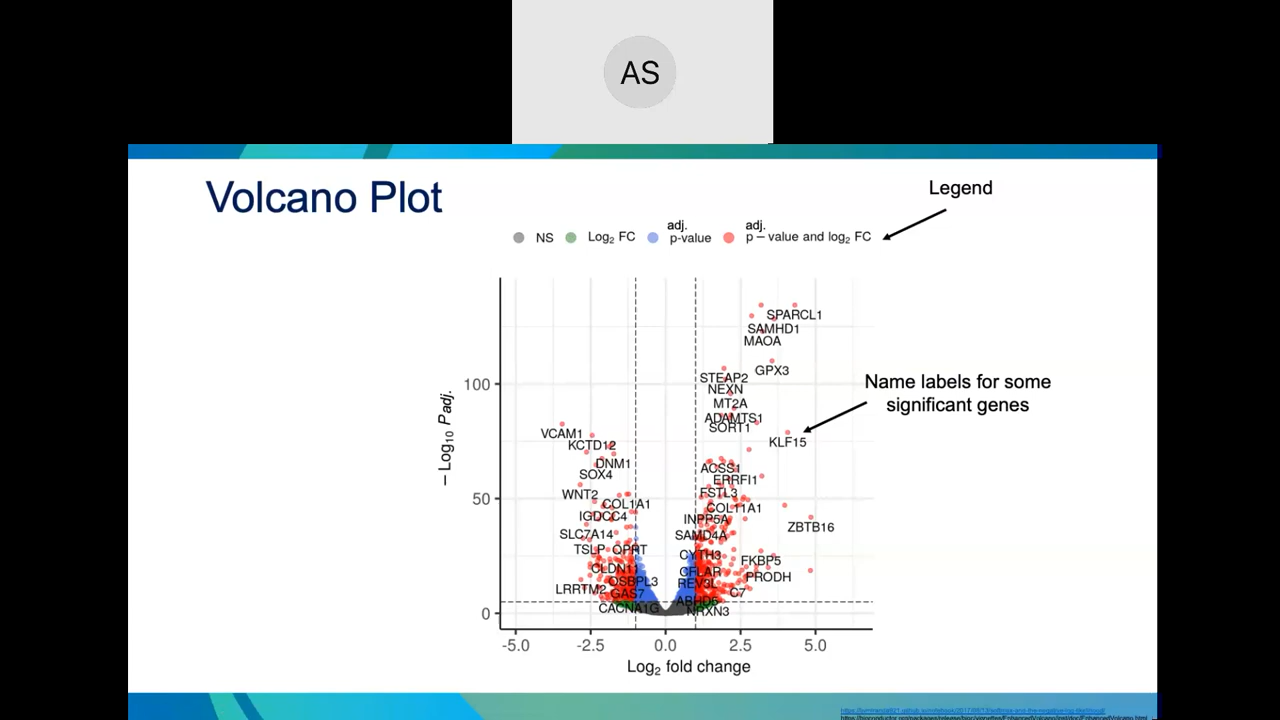 AS
Volcano Plot
Legend
NS Log₂ FC adj. p-value adj. p – value and log₂ FC
SPARCL1
SAMHD1
MAOA
GPX3
STEAP2
NEXN
MT2A
ADAMTS1
SORT1
KLF15
Name labels for some
significant genes
VCAM1
KCTD12
DNM1
SOX4
WNT2
COL1A1
IGDCC4
SLC7A14
TSLP
OPRT
CLDN11
OSBPL3
LRRTM2
GAS7
CACNA1G
ACSS1
ERRFI1
FSTL3
COL11A1
INPP5A
ZBTB16
SAMD4A
CYTH3
FKBP5
CFLAR
PRODH
REV3L
C7
ABHD5
NRXN3
– Log₁₀ Padj.
100
50
0
-5.0 -2.5 0.0 2.5 5.0
Log₂ fold change